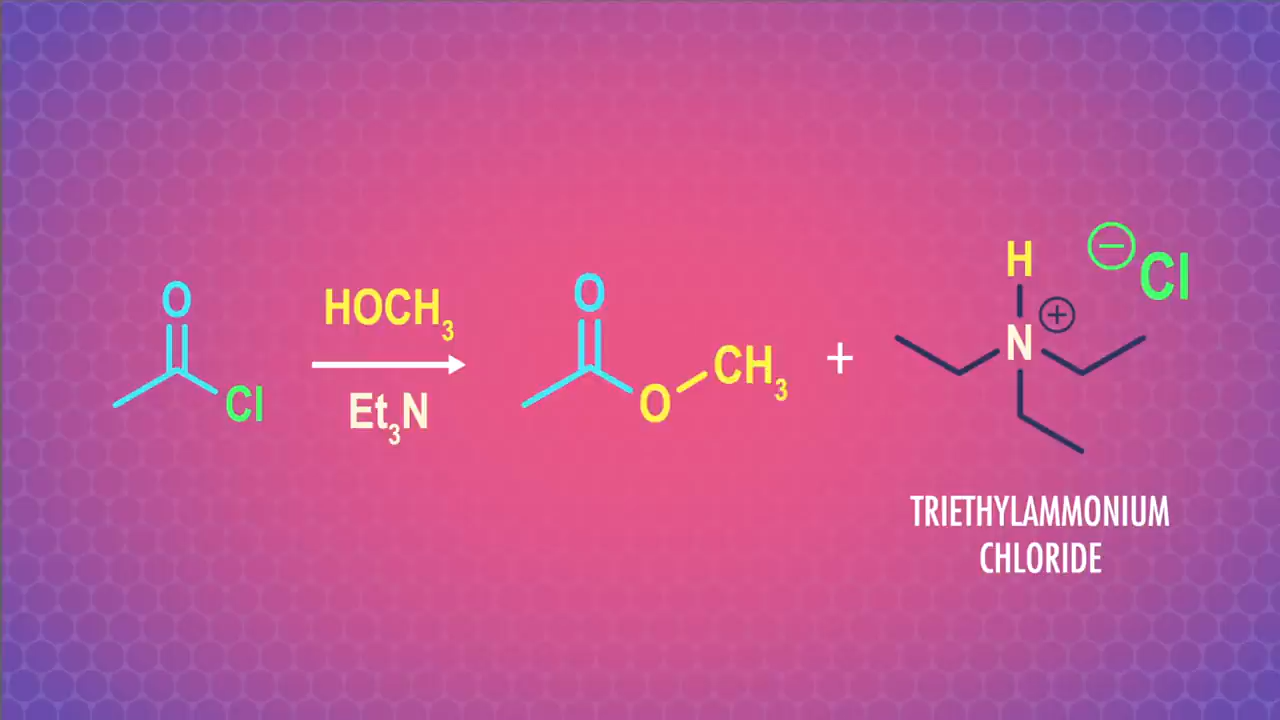 O
Cl
HOCH₃
Et₃N
O
O
CH₃
+
H
N
⊕
⊖
Cl
TRIETHYLAMMONIUM
CHLORIDE